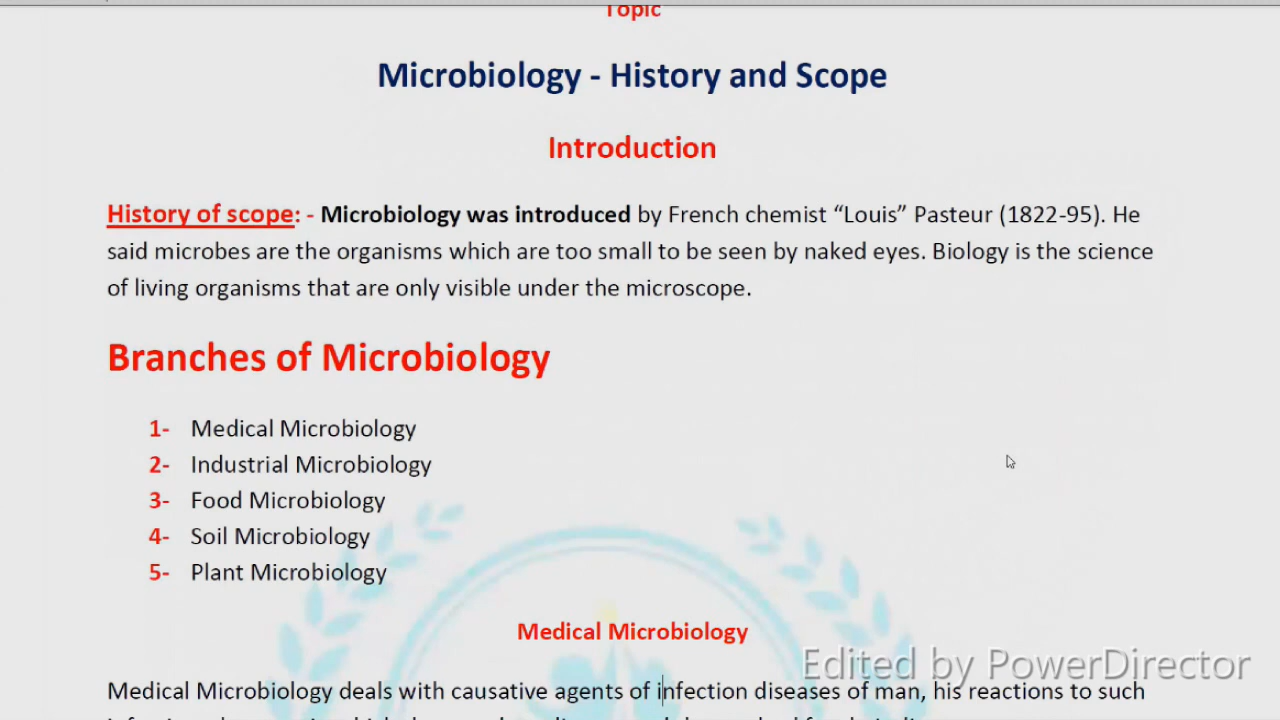 Topic
Microbiology - History and Scope
Introduction
History of scope: - Microbiology was introduced by French chemist “Louis” Pasteur (1822-95). He
said microbes are the organisms which are too small to be seen by naked eyes. Biology is the science
of living organisms that are only visible under the microscope.
Branches of Microbiology
1- Medical Microbiology
2- Industrial Microbiology
3- Food Microbiology
4- Soil Microbiology
5- Plant Microbiology
Medical Microbiology
Edited by PowerDirector
Medical Microbiology deals with causative agents of infection diseases of man, his reactions to such